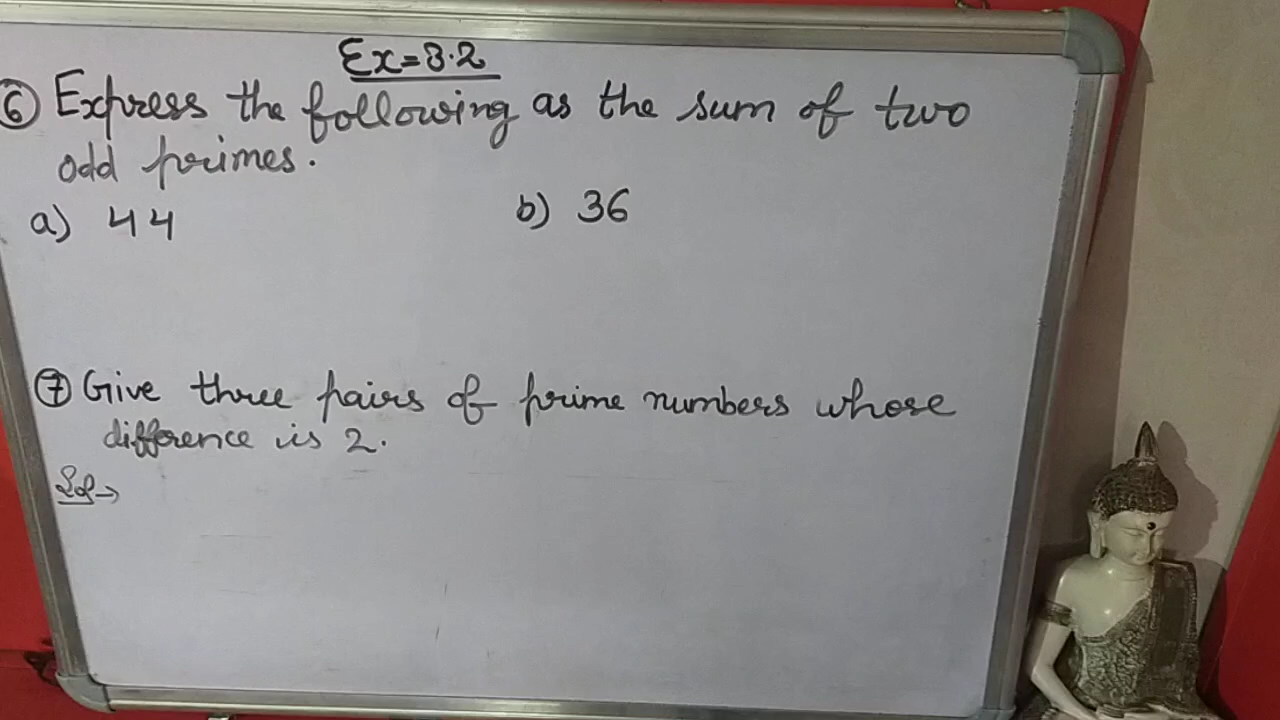 Ex=3.2
⑥ Express the following as the sum of two
odd primes.
a) 44 b) 36
⑦ Give three pairs of prime numbers whose
difference is 2.
Sol→